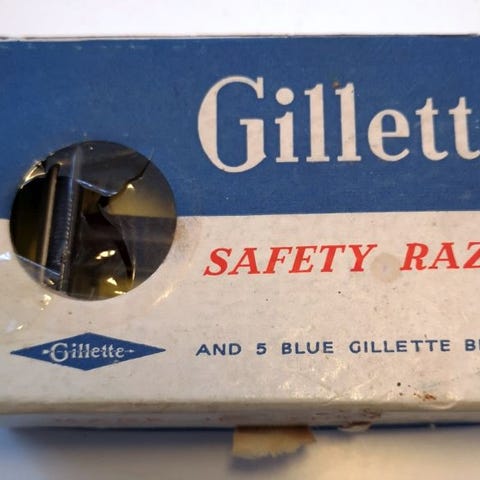 Gillett
SAFETY RAZ
Gillette
AND 5 BLUE GILLETTE B